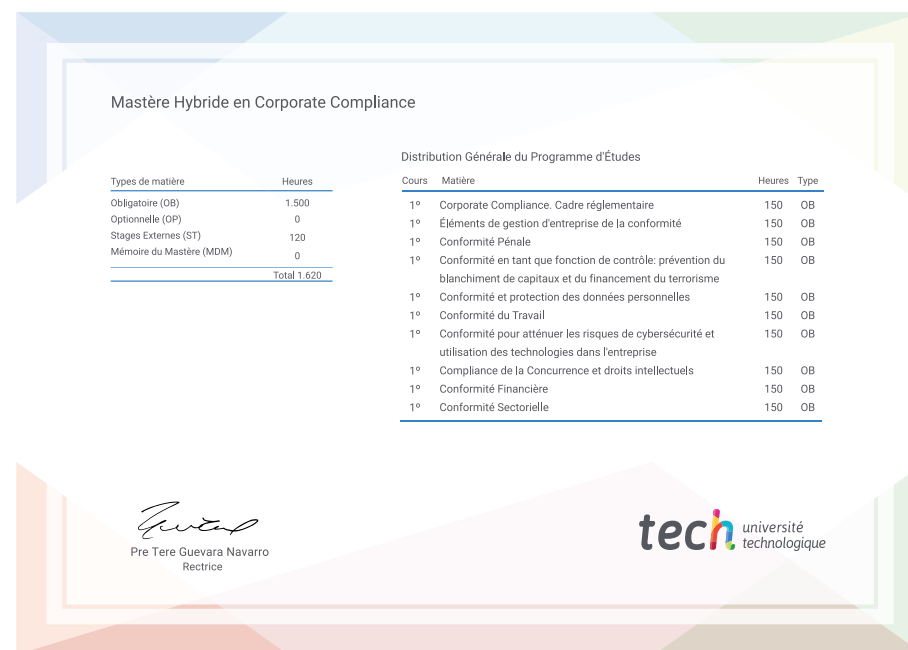 Mastère Hybride en Corporate Compliance
Types de matière Heures
Obligatoire (OB) 1.500
Optionnelle (OP) 0
Stages Externes (ST) 120
Mémoire du Mastère (MDM) 0
Total 1.620
Distribution Générale du Programme d'Études
Cours Matière Heures Type
1º Corporate Compliance. Cadre réglementaire 150 OB
1º Éléments de gestion d'entreprise de la conformité 150 OB
1º Conformité Pénale 150 OB
1º Conformité en tant que fonction de contrôle: prévention du 150 OB
blanchiment de capitaux et du financement du terrorisme
1º Conformité et protection des données personnelles 150 OB
1º Conformité du Travail 150 OB
1º Conformité pour atténuer les risques de cybersécurité et 150 OB
utilisation des technologies dans l'entreprise
1º Compliance de la Concurrence et droits intellectuels 150 OB
1º Conformité Financière 150 OB
1º Conformité Sectorielle 150 OB
Pre Tere Guevara Navarro
Rectrice
tech université
technologique